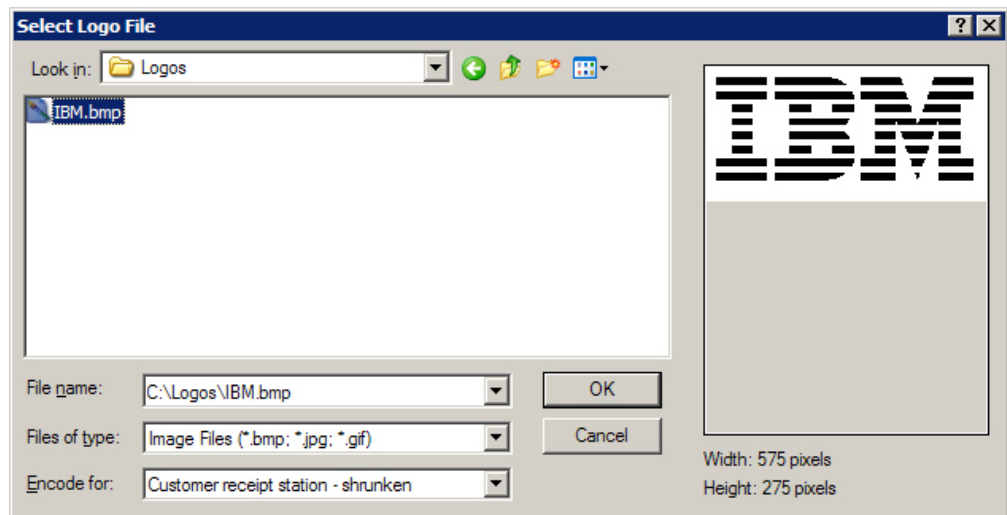 Select Logo File
Look in: Logos
IBM.bmp
IBM
File name: C:\Logos\IBM.bmp OK
Files of type: Image Files (*.bmp; *.jpg; *.gif) Cancel
Encode for: Customer receipt station - shrunken
Width: 575 pixels
Height: 275 pixels